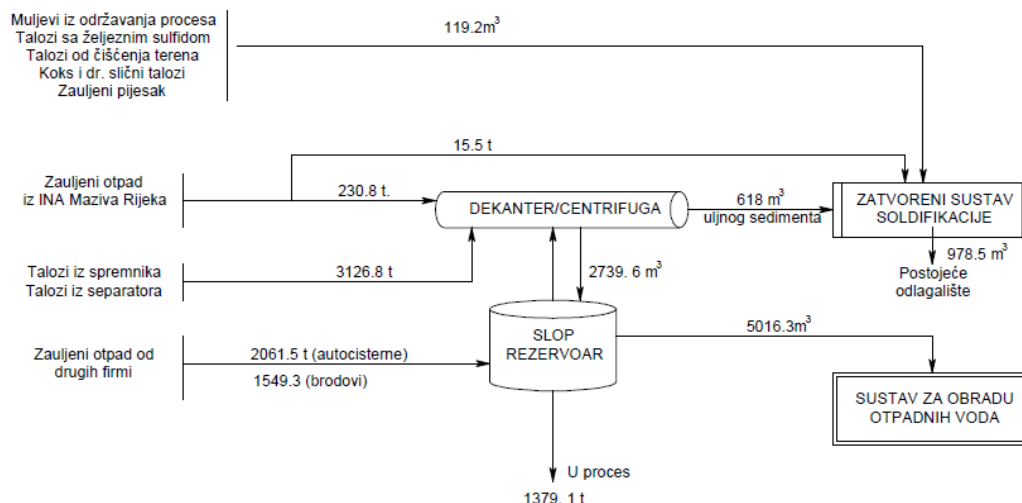 Muljevi iz održavanja procesa
Talozi sa željeznim sulfidom
Talozi od čišćenja terena
Koks i dr. slični talozi
Zauljeni pijesak
119.2m³
15.5 t
Zauljeni otpad
iz INA Maziva Rijeka
230.8 t.
DEKANTER/CENTRIFUGA
618 m³
uljnog sedimenta
ZATVORENI SUSTAV
SOLDIFIKACIJE
978.5 m³
Postojeće
odlagalište
Talozi iz spremnika
Talozi iz separatora
3126.8 t
2739. 6 m³
SLOP
REZERVOAR
5016.3m³
Zauljeni otpad od
drugih firmi
2061.5 t (autocisterne)
1549.3 (brodovi)
SUSTAV ZA OBRADU
OTPADNIH VODA
U proces
1379. 1 t